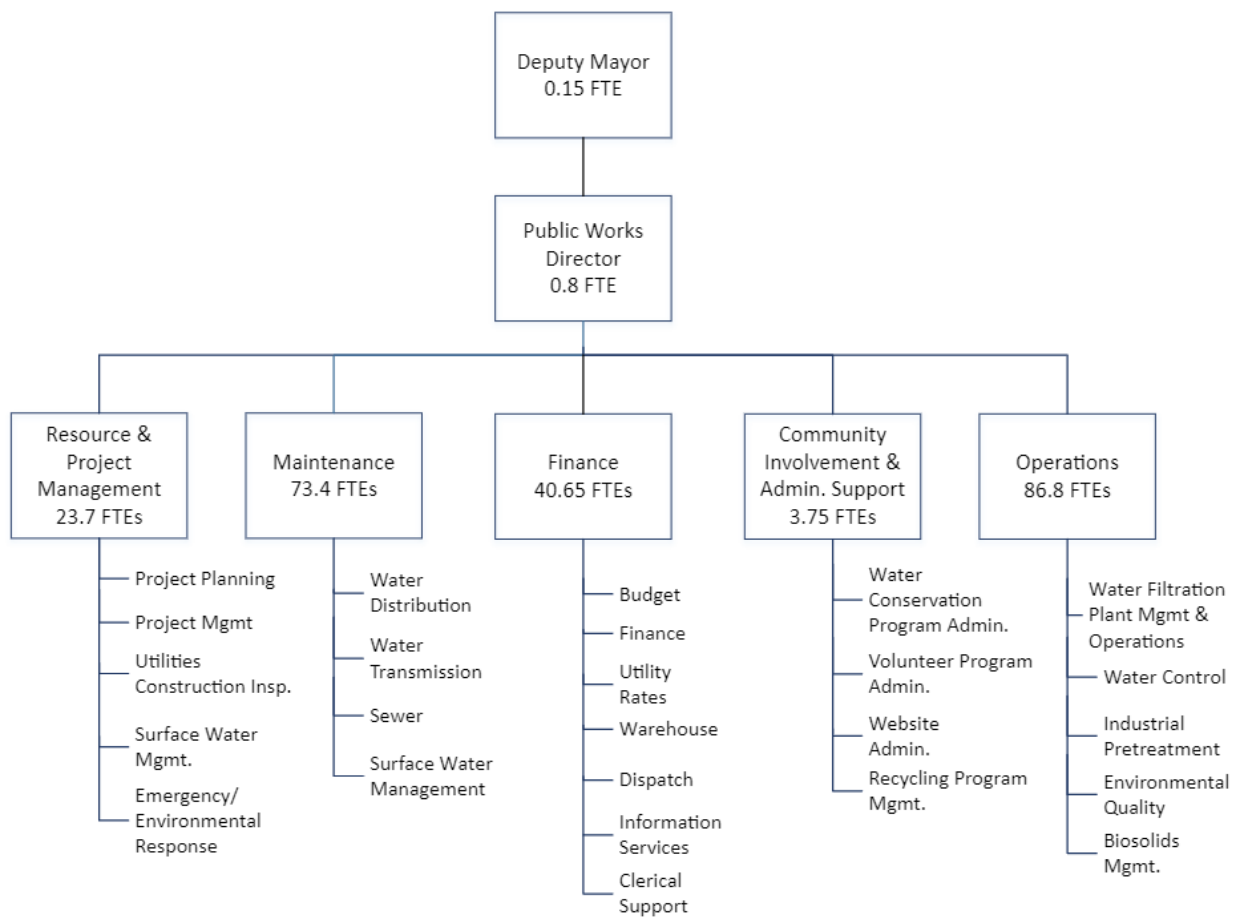 Deputy Mayor
0.15 FTE
Public Works
Director
0.8 FTE
Resource &
Project
Management
23.7 FTEs
Maintenance
73.4 FTEs
Finance
40.65 FTEs
Community
Involvement &
Admin. Support
3.75 FTEs
Operations
86.8 FTEs
Project Planning
Project Mgmt
Utilities
Construction Insp.
Surface Water
Mgmt.
Emergency/
Environmental
Response
Water
Distribution
Water
Transmission
Sewer
Surface Water
Management
Budget
Finance
Utility
Rates
Warehouse
Dispatch
Information
Services
Clerical
Support
Water
Conservation
Program Admin.
Volunteer Program
Admin.
Website
Admin.
Recycling Program
Mgmt.
Water Filtration
Plant Mgmt &
Operations
Water Control
Industrial
Pretreatment
Environmental
Quality
Biosolids
Mgmt.